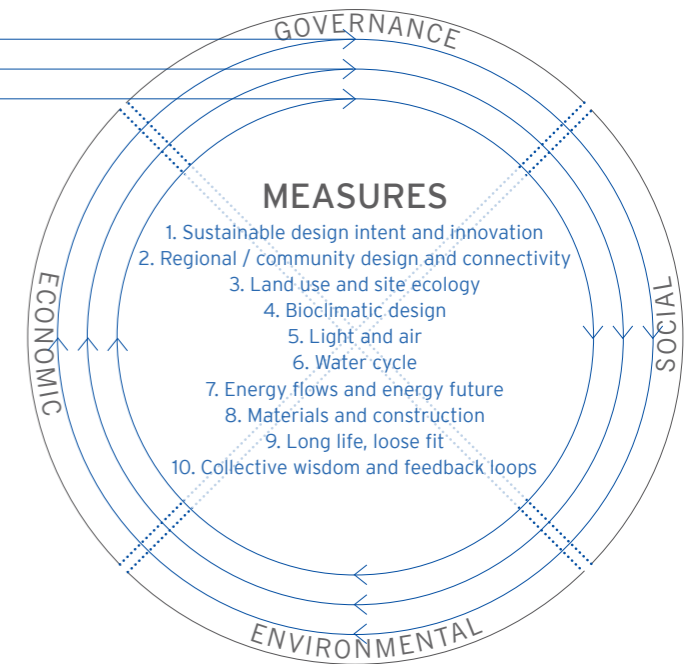 GOVERNANCE
MEASURES
1. Sustainable design intent and innovation
2. Regional / community design and connectivity
3. Land use and site ecology
4. Bioclimatic design
5. Light and air
6. Water cycle
7. Energy flows and energy future
8. Materials and construction
9. Long life, loose fit
10. Collective wisdom and feedback loops
ECONOMIC
SOCIAL
ENVIRONMENTAL